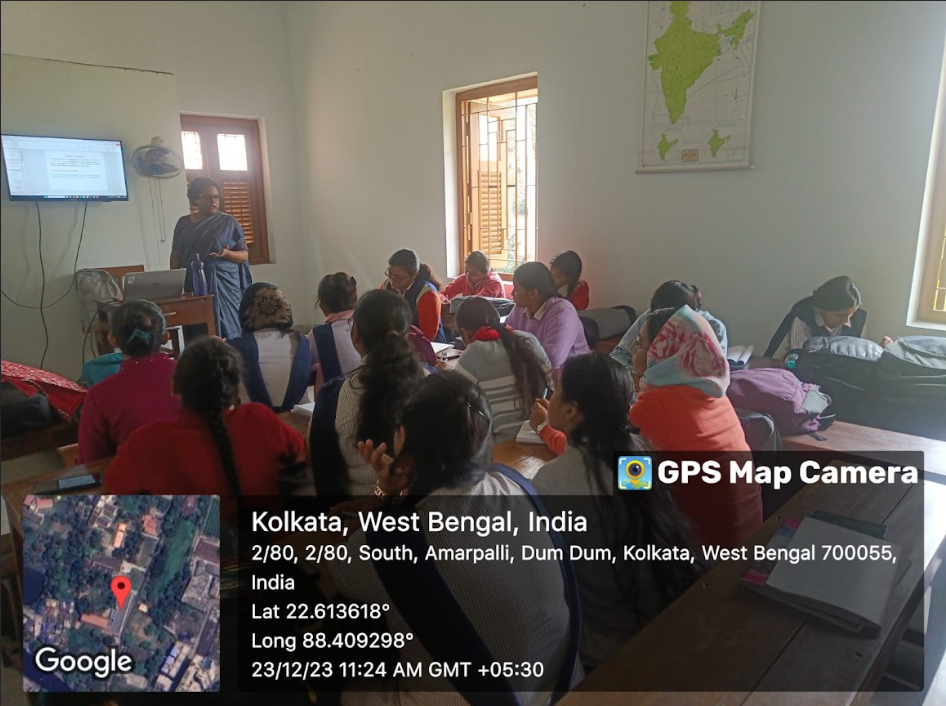 GPS Map Camera
Kolkata, West Bengal, India
2/80, 2/80, South, Amarpalli, Dum Dum, Kolkata, West Bengal 700055,
India
Lat 22.613618°
Long 88.409298°
23/12/23 11:24 AM GMT +05:30
Google